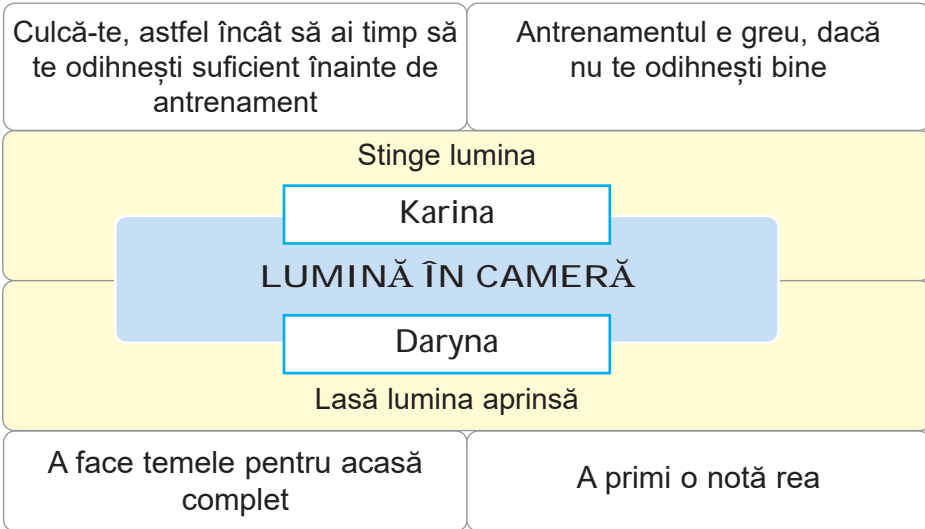 Culcă-te, astfel încât să ai timp să
te odihnești suficient înainte de
antrenament
Antrenamentul e greu, dacă
nu te odihnești bine
Stinge lumina
Karina
LUMINĂ ÎN CAMERĂ
Daryna
Lasă lumina aprinsă
A face temele pentru acasă
complet
A primi o notă rea